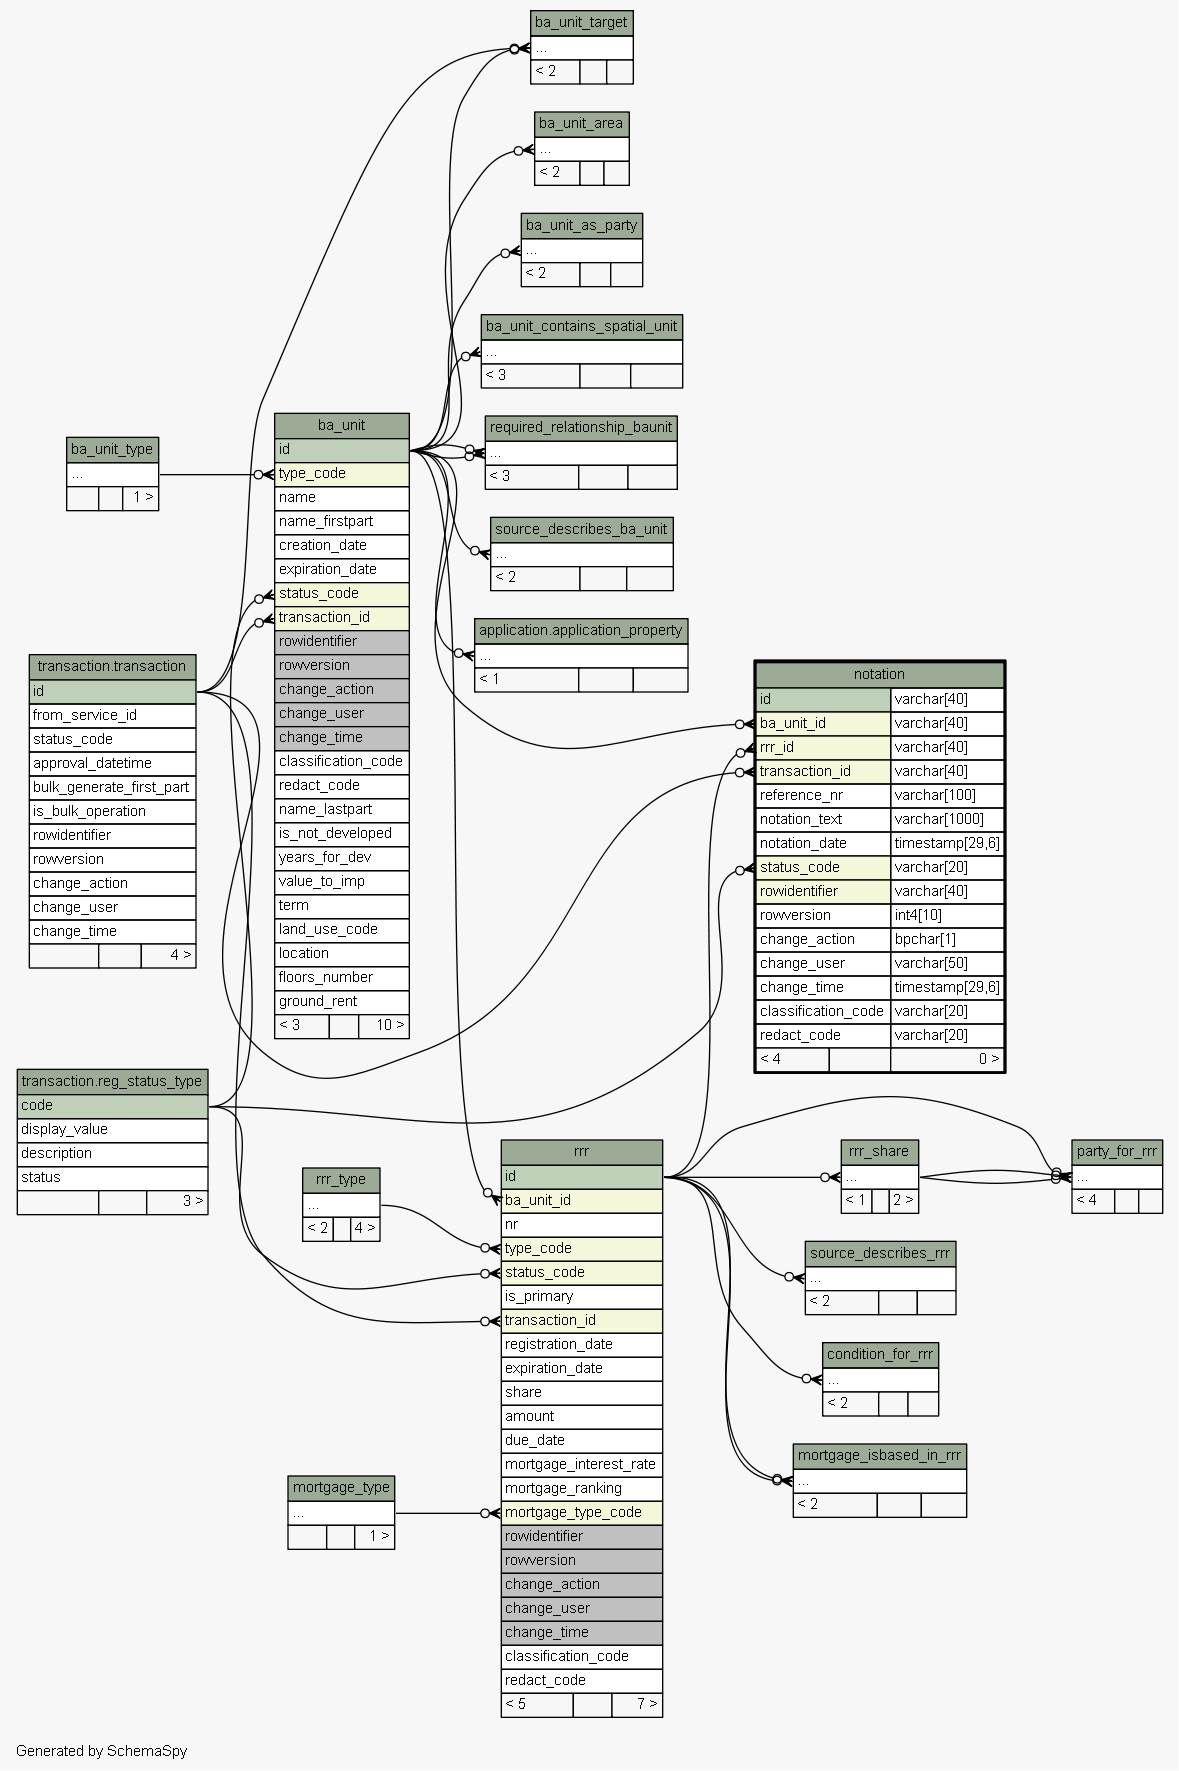 ba_unit_target
...
< 2
ba_unit_area
...
< 2
ba_unit_as_party
...
< 2
ba_unit_contains_spatial_unit
...
< 3
required_relationship_baunit
...
< 3
source_describes_ba_unit
...
< 2
application.application_property
...
< 1
ba_unit_type
...
1 >
ba_unit
id
type_code
name
name_firstpart
creation_date
expiration_date
status_code
transaction_id
rowidentifier
rowversion
change_action
change_user
change_time
classification_code
redact_code
name_lastpart
is_not_developed
years_for_dev
value_to_imp
term
land_use_code
location
floors_number
ground_rent
< 3 10 >
transaction.transaction
id
from_service_id
status_code
approval_datetime
bulk_generate_first_part
is_bulk_operation
rowidentifier
rowversion
change_action
change_user
change_time
4 >
notation
id varchar[40]
ba_unit_id varchar[40]
rrr_id varchar[40]
transaction_id varchar[40]
reference_nr varchar[100]
notation_text varchar[1000]
notation_date timestamp[29,6]
status_code varchar[20]
rowidentifier varchar[40]
rowversion int4[10]
change_action bpchar[1]
change_user varchar[50]
change_time timestamp[29,6]
classification_code varchar[20]
redact_code varchar[20]
< 4 0 >
transaction.reg_status_type
code
display_value
description
status
3 >
rrr_type
...
< 2 4 >
mortgage_type
...
1 >
rrr
id
ba_unit_id
nr
type_code
status_code
is_primary
transaction_id
registration_date
expiration_date
share
amount
due_date
mortgage_interest_rate
mortgage_ranking
mortgage_type_code
rowidentifier
rowversion
change_action
change_user
change_time
classification_code
redact_code
< 5 7 >
rrr_share
...
< 1 2 >
party_for_rrr
...
< 4
source_describes_rrr
...
< 2
condition_for_rrr
...
< 2
mortgage_isbased_in_rrr
...
< 2
Generated by SchemaSpy